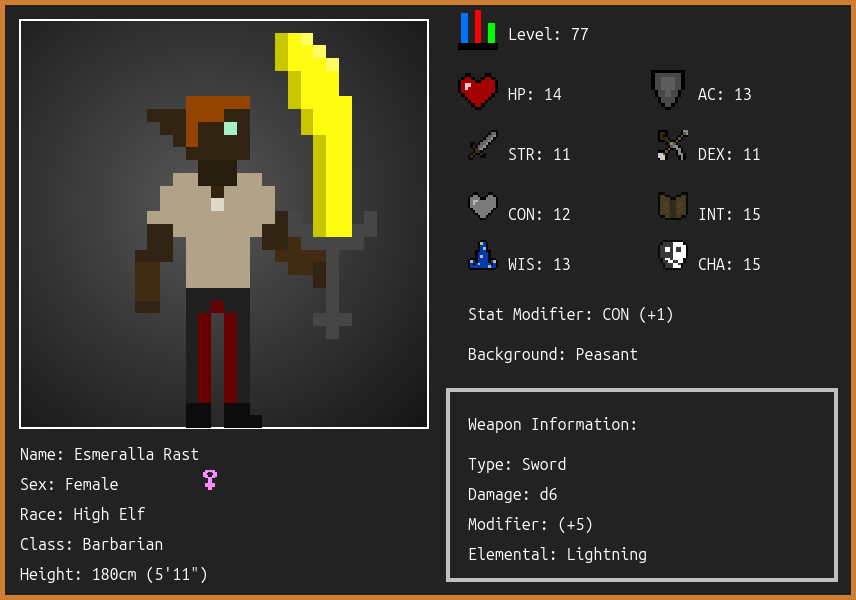 Level: 77
HP: 14
AC: 13
STR: 11
DEX: 11
CON: 12
INT: 15
WIS: 13
CHA: 15
Stat Modifier: CON (+1)
Background: Peasant
Weapon Information:
Type: Sword
Damage: d6
Modifier: (+5)
Elemental: Lightning
Name: Esmeralla Rast
Sex: Female
Race: High Elf
Class: Barbarian
Height: 180cm (5'11")